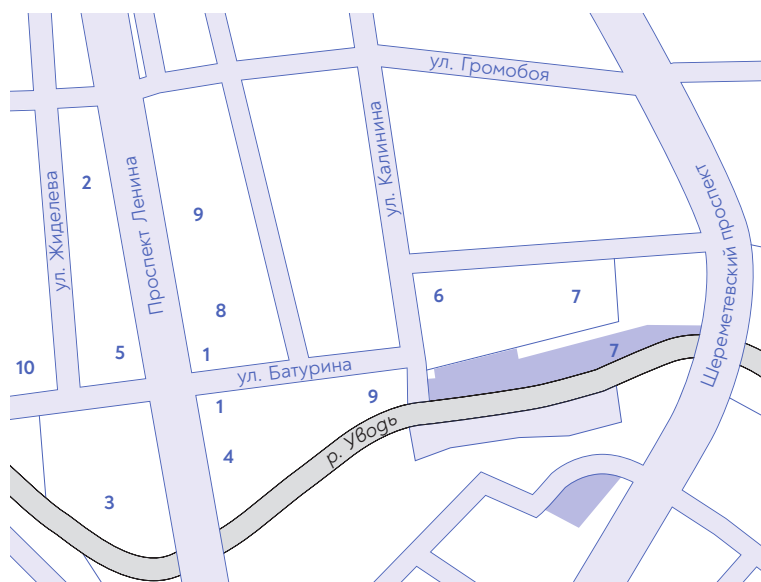 ул. Громобоя
ул. Калинина
Шереметевский проспект
Проспект Ленина
ул. Жиделева
2
9
6
7
8
1
5
10
7
ул. Батурина
1
9
р. Уводь
4
3